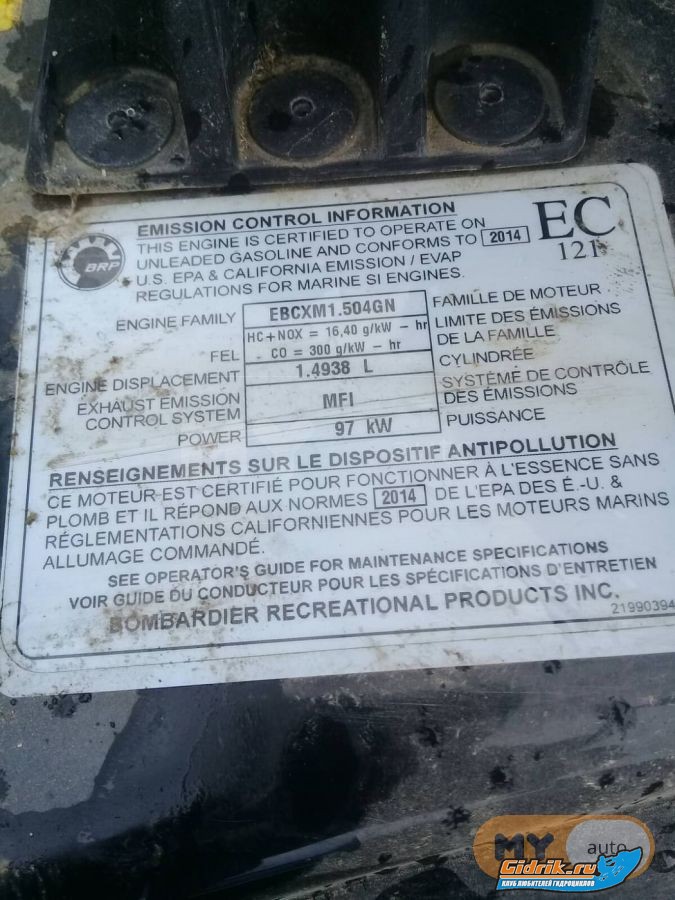 BRP
EMISSION CONTROL INFORMATION
THIS ENGINE IS CERTIFIED TO OPERATE ON
UNLEADED GASOLINE AND CONFORMS TO 2014
U.S. EPA & CALIFORNIA EMISSION / EVAP
REGULATIONS FOR MARINE SI ENGINES.
EC
121
ENGINE FAMILY EBCXM1.504GN FAMILLE DE MOTEUR
FEL HC+NOX = 16,40 g/kW - hr LIMITE DES ÉMISSIONS
CO = 300 g/kW - hr DE LA FAMILLE
ENGINE DISPLACEMENT 1.4938 L CYLINDRÉE
EXHAUST EMISSION MFI SYSTÈME DE CONTRÔLE
CONTROL SYSTEM DES ÉMISSIONS
POWER 97 kW PUISSANCE
RENSEIGNEMENTS SUR LE DISPOSITIF ANTIPOLLUTION
CE MOTEUR EST CERTIFIÉ POUR FONCTIONNER À L'ESSENCE SANS
PLOMB ET IL RÉPOND AUX NORMES 2014 DE L'EPA DES É.-U. &
RÉGLEMENTATIONS CALIFORNIENNES POUR LES MOTEURS MARINS
ALLUMAGE COMMANDÉ.
SEE OPERATOR'S GUIDE FOR MAINTENANCE SPECIFICATIONS
VOIR GUIDE DU CONDUCTEUR POUR LES SPÉCIFICATIONS D'ENTRETIEN
BOMBARDIER RECREATIONAL PRODUCTS INC.
21990394
MY auto
Gidrik.ru
КЛУБ ЛЮБИТЕЛЕЙ ГИДРОЦИКЛОВ